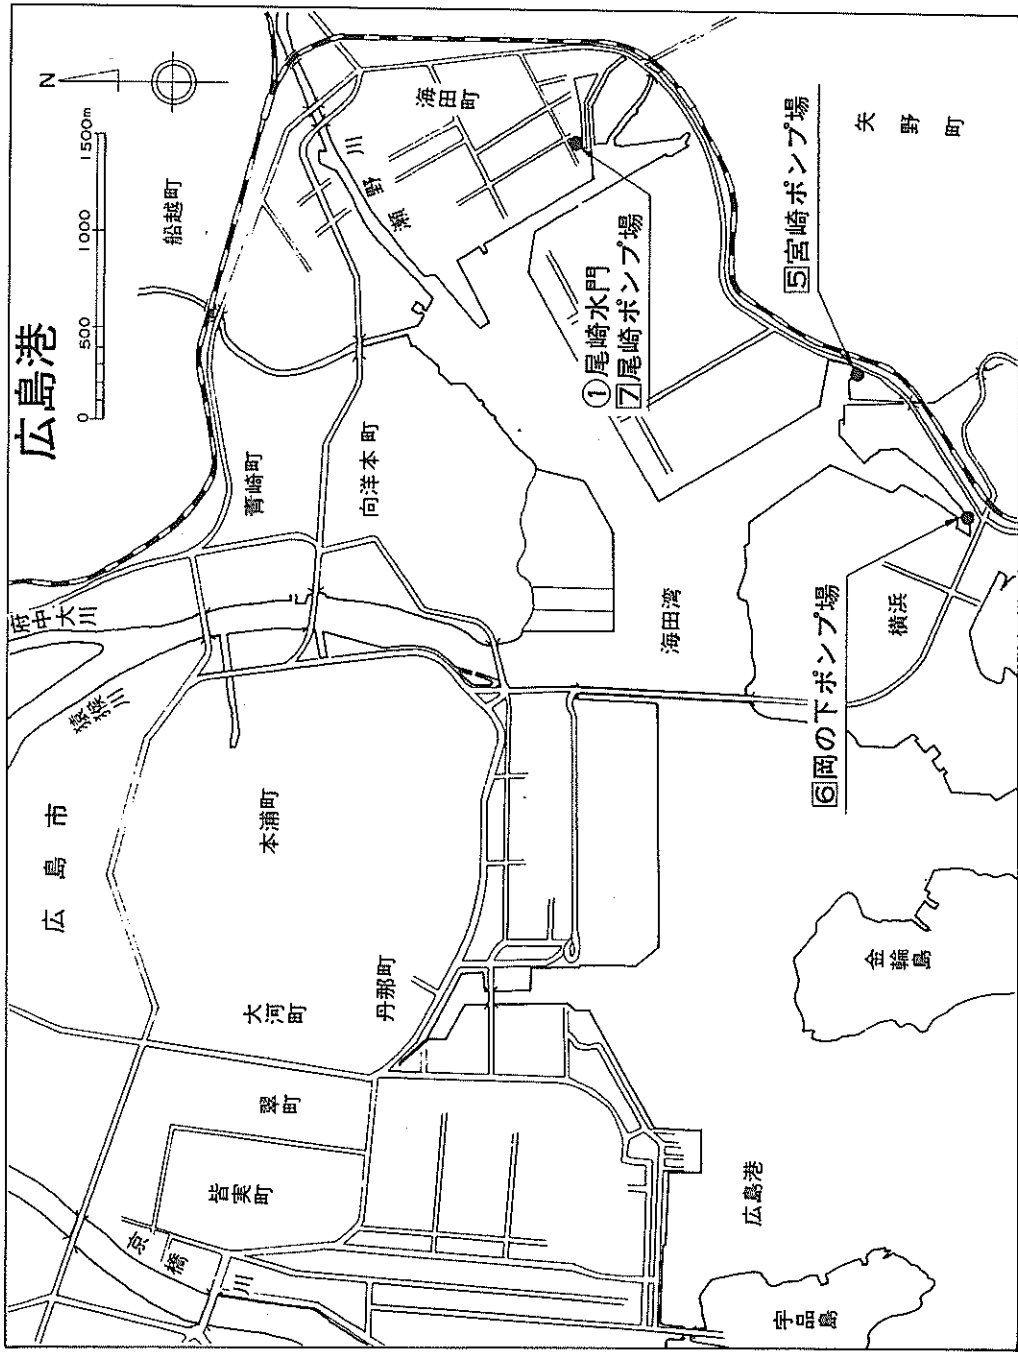 広島港
N
0 500 1000 1500m
船越町
海田町
瀬野川
青崎町
向洋本町
府中大川
猿猴川
広島市
本浦町
大河町
丹那町
翠町
皆実町
京橋川
海田湾
①尾崎水門
7尾崎ポンプ場
5宮崎ポンプ場
矢野町
6岡の下ポンプ場
横浜
金輪島
広島港
宇品島